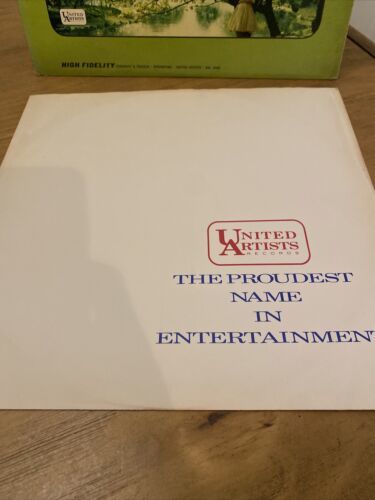 UNITED
ARTISTS
HIGH FIDELITY
UNITED
ARTISTS
RECORDS
THE PROUDEST
NAME
IN
ENTERTAINMENT